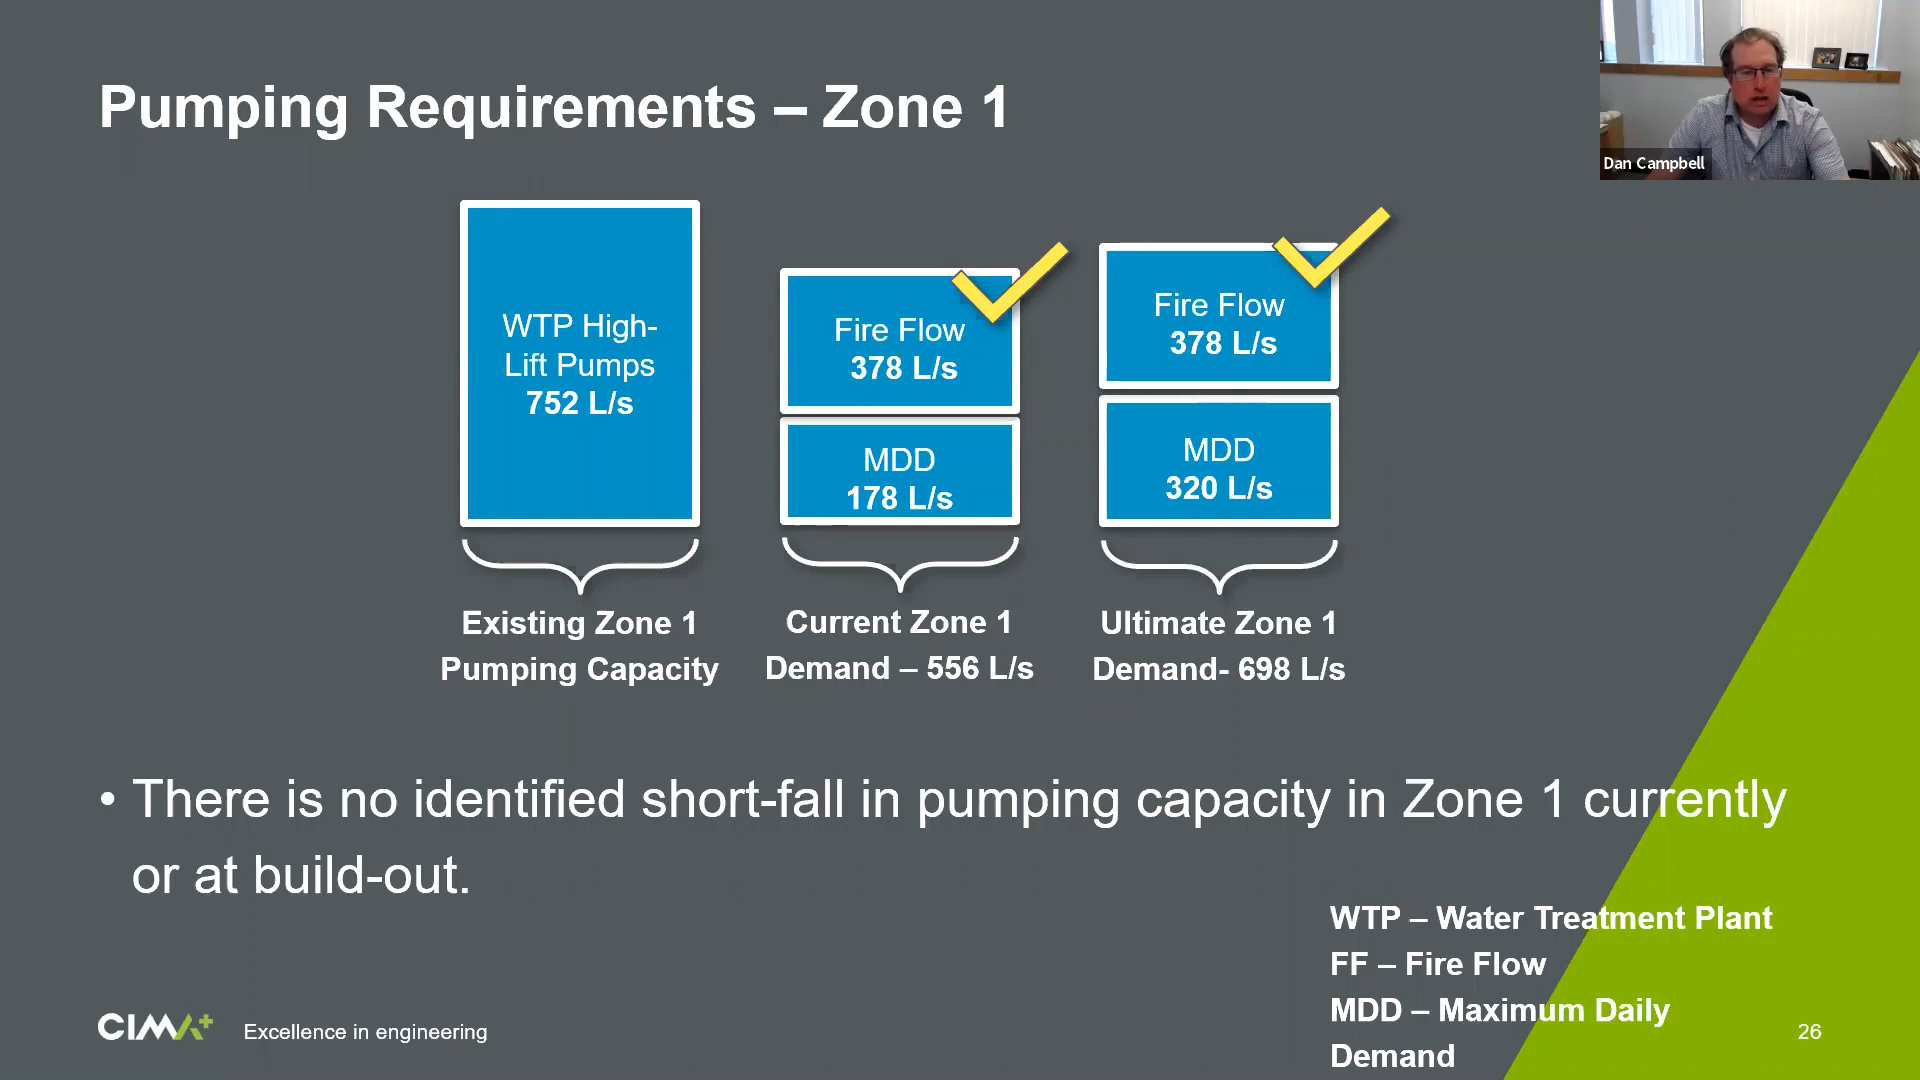 Pumping Requirements – Zone 1
Dan Campbell
WTP High-
Lift Pumps
752 L/s
Fire Flow
378 L/s
MDD
178 L/s
Fire Flow
378 L/s
MDD
320 L/s
Existing Zone 1
Pumping Capacity
Current Zone 1
Demand – 556 L/s
Ultimate Zone 1
Demand- 698 L/s
• There is no identified short-fall in pumping capacity in Zone 1 currently
or at build-out.
WTP – Water Treatment Plant
FF – Fire Flow
MDD – Maximum Daily
Demand
CIMA+
Excellence in engineering
26